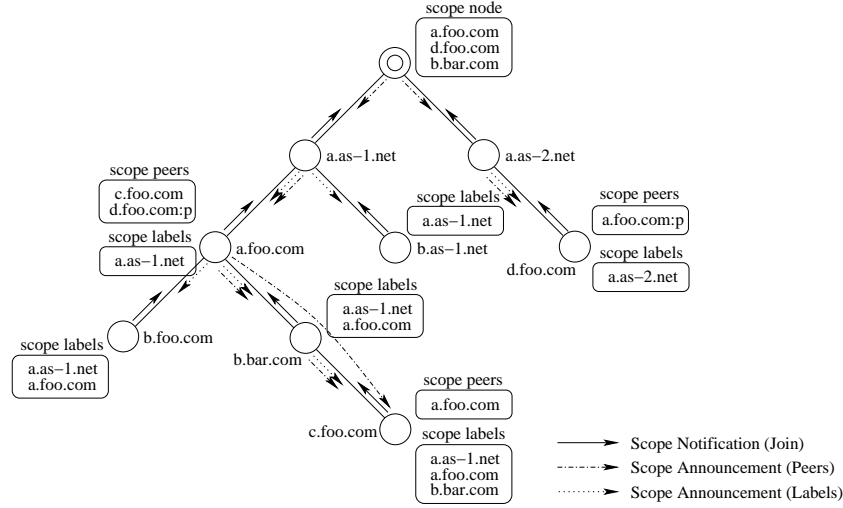 scope node
a.foo.com
d.foo.com
b.bar.com
a.as−1.net
a.as−2.net
scope peers
c.foo.com
d.foo.com:p
scope labels
a.as−1.net
a.foo.com
scope labels
a.as−1.net
b.as−1.net
scope peers
a.foo.com:p
d.foo.com
scope labels
a.as−2.net
scope labels
a.as−1.net
a.foo.com
b.foo.com
scope labels
a.as−1.net
a.foo.com
b.bar.com
scope peers
a.foo.com
c.foo.com
scope labels
a.as−1.net
a.foo.com
b.bar.com
Scope Notification (Join)
Scope Announcement (Peers)
Scope Announcement (Labels)